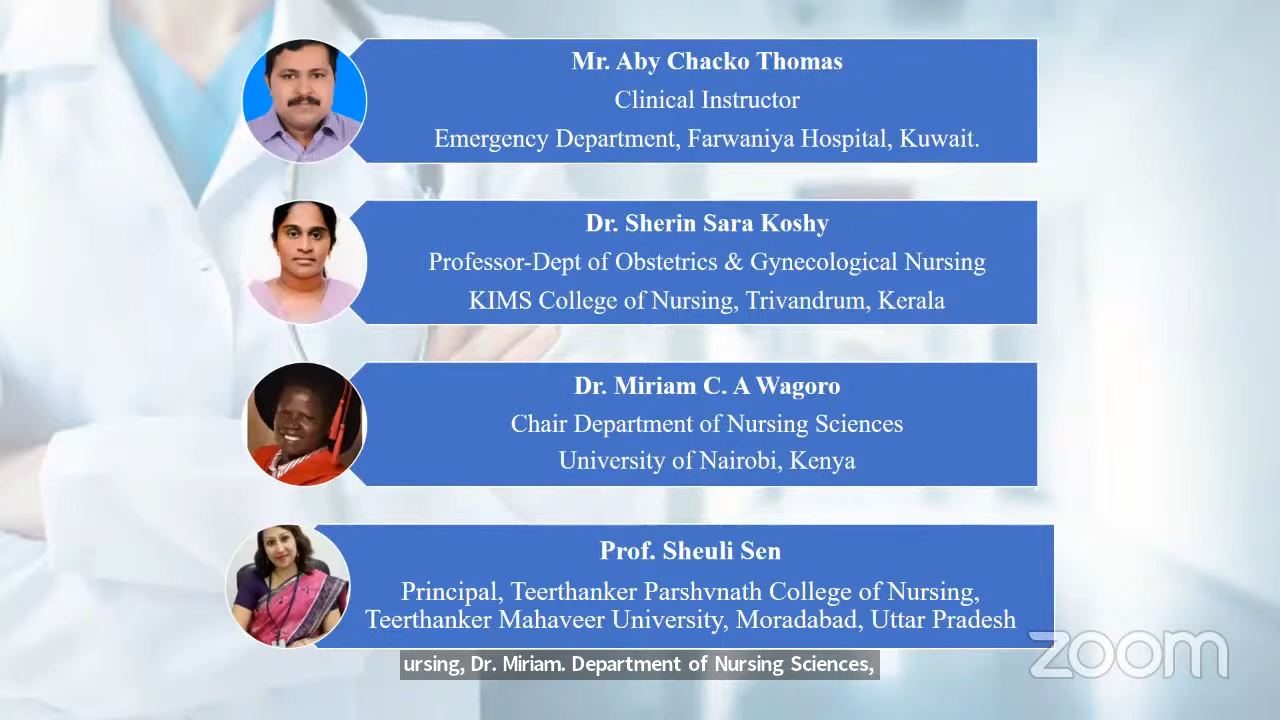 Mr. Aby Chacko Thomas
Clinical Instructor
Emergency Department, Farwaniya Hospital, Kuwait.
Dr. Sherin Sara Koshy
Professor-Dept of Obstetrics & Gynecological Nursing
KIMS College of Nursing, Trivandrum, Kerala
Dr. Miriam C. A Wagoro
Chair Department of Nursing Sciences
University of Nairobi, Kenya
Prof. Sheuli Sen
Principal, Teerthanker Parshvnath College of Nursing,
Teerthanker Mahaveer University, Moradabad, Uttar Pradesh
ursing, Dr. Miriam. Department of Nursing Sciences,
zoom